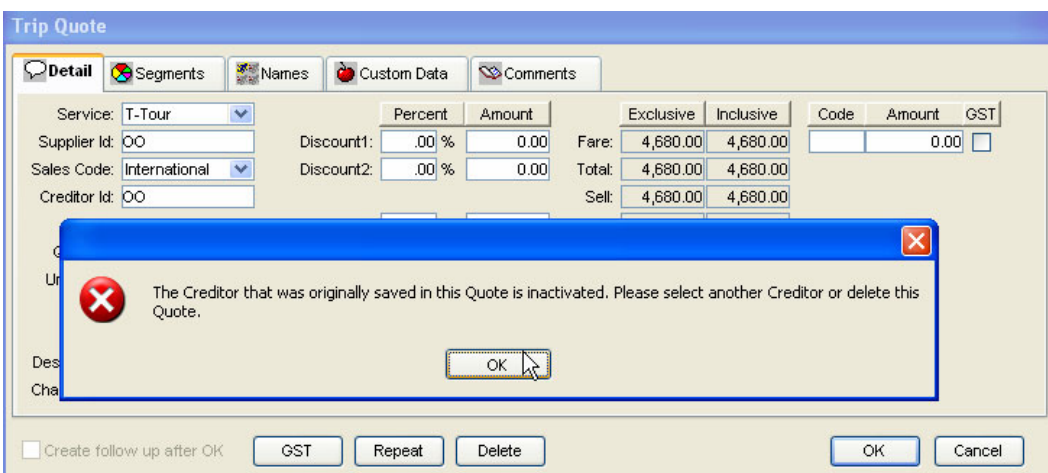 Trip Quote
Detail Segments Names Custom Data Comments
Service: T-Tour Percent Amount Exclusive Inclusive Code Amount GST
Supplier Id: OO Discount1: .00 % 0.00 Fare: 4,680.00 4,680.00 0.00
Sales Code: International Discount2: .00 % 0.00 Total: 4,680.00 4,680.00
Creditor Id: OO Sell: 4,680.00 4,680.00
The Creditor that was originally saved in this Quote is inactivated. Please select another Creditor or delete this
Quote.
OK
Create follow up after OK GST Repeat Delete OK Cancel